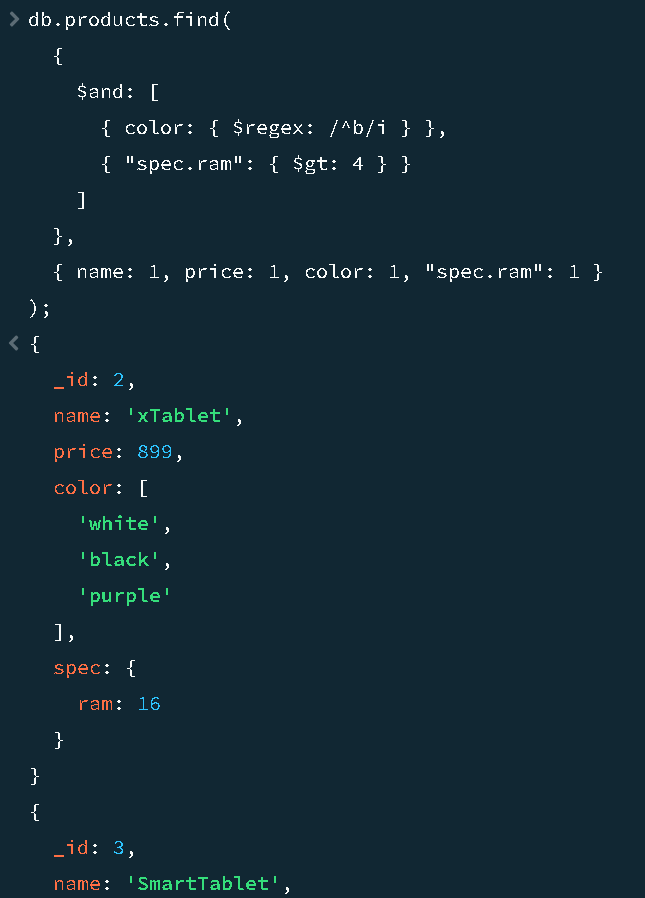 db.products.find(
{
$and: [
{ color: { $regex: /^b/i } },
{ "spec.ram": { $gt: 4 } }
]
},
{ name: 1, price: 1, color: 1, "spec.ram": 1 }
);
{
_id: 2,
name: 'xTablet',
price: 899,
color: [
'white',
'black',
'purple'
],
spec: {
ram: 16
}
}
{
_id: 3,
name: 'SmartTablet',